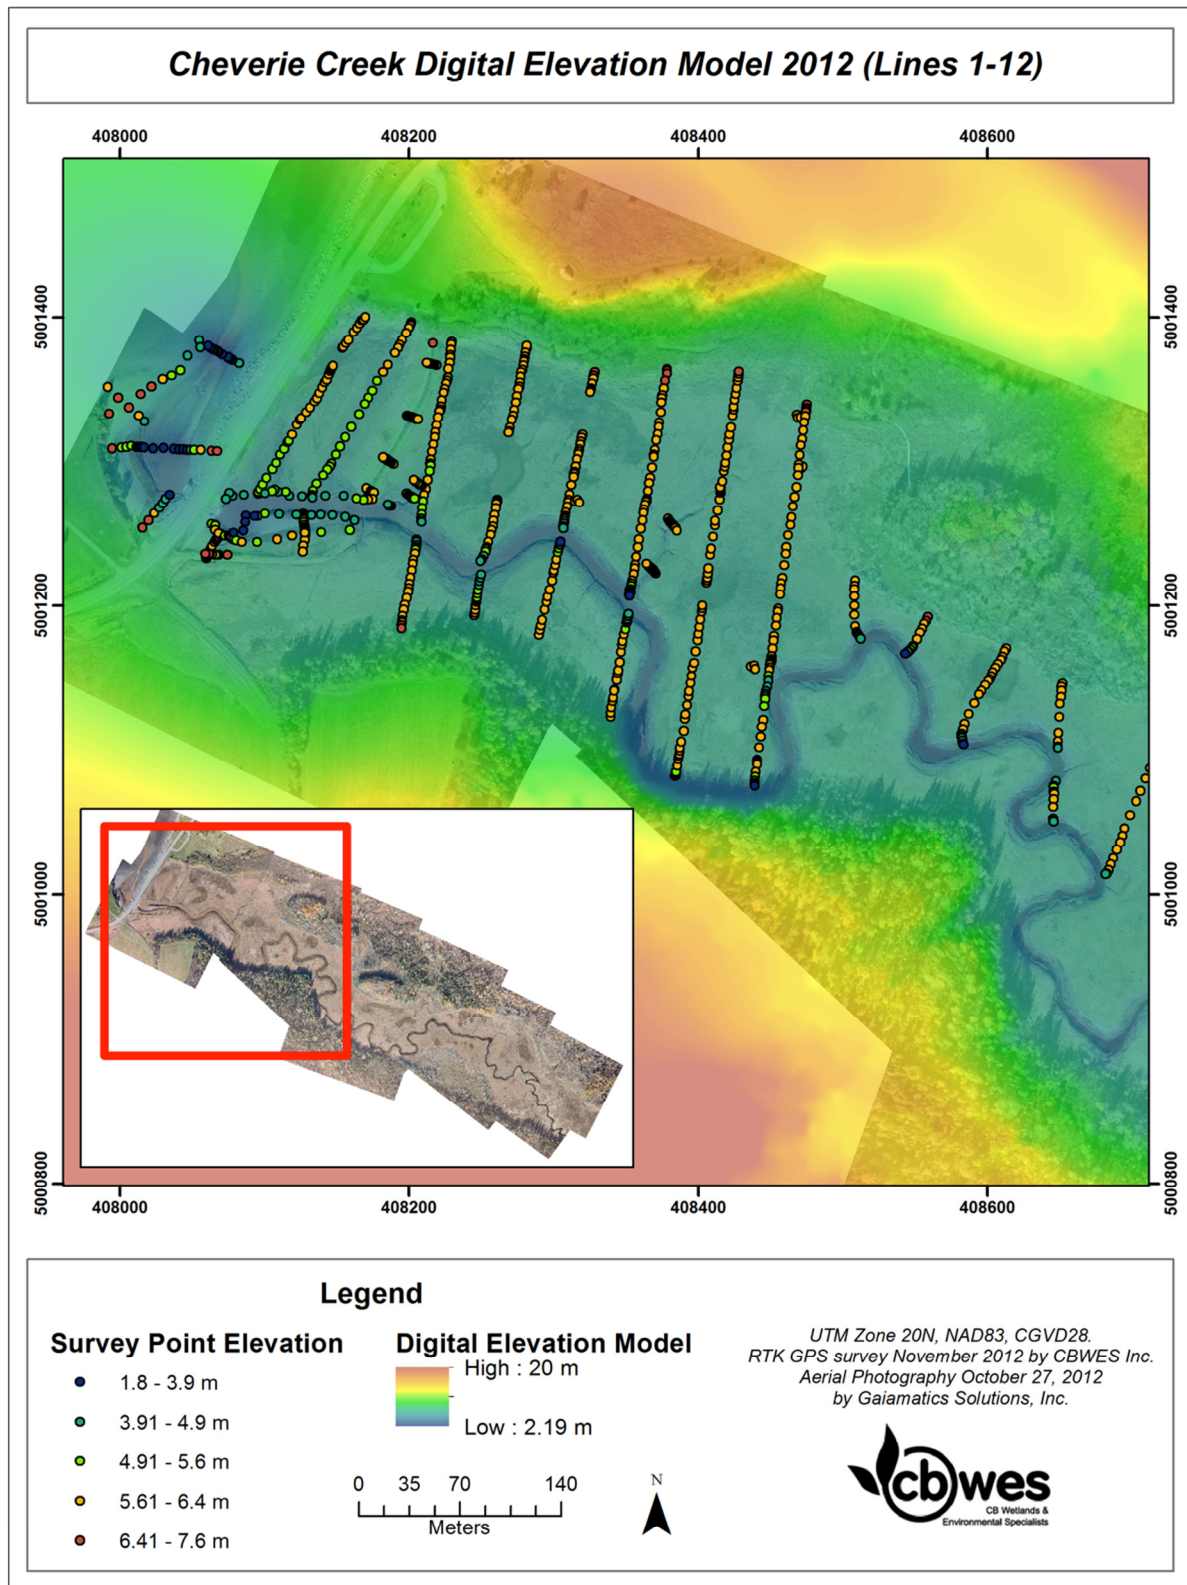 Cheverie Creek Digital Elevation Model 2012 (Lines 1-12)
408000 408200 408400 408600
5001400 5001400
5001200 5001200
5001000 5001000
5000800 5000800
408000 408200 408400 408600
Legend
Survey Point Elevation
1.8 - 3.9 m
3.91 - 4.9 m
4.91 - 5.6 m
5.61 - 6.4 m
6.41 - 7.6 m
Digital Elevation Model
High : 20 m
Low : 2.19 m
0 35 70 140
Meters
N
UTM Zone 20N, NAD83, CGVD28.
RTK GPS survey November 2012 by CBWES Inc.
Aerial Photography October 27, 2012
by Gaiamatics Solutions, Inc.
cbwes
CB Wetlands &
Environmental Specialists